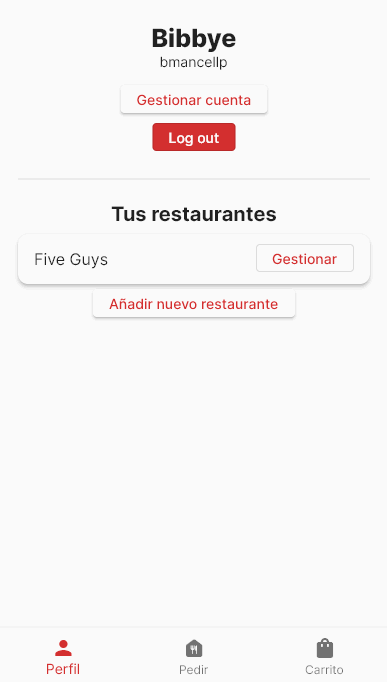 Bibbye
bmancellp
Gestionar cuenta
Log out
Tus restaurantes
Five Guys
Gestionar
Añadir nuevo restaurante
Perfil
Pedir
Carrito